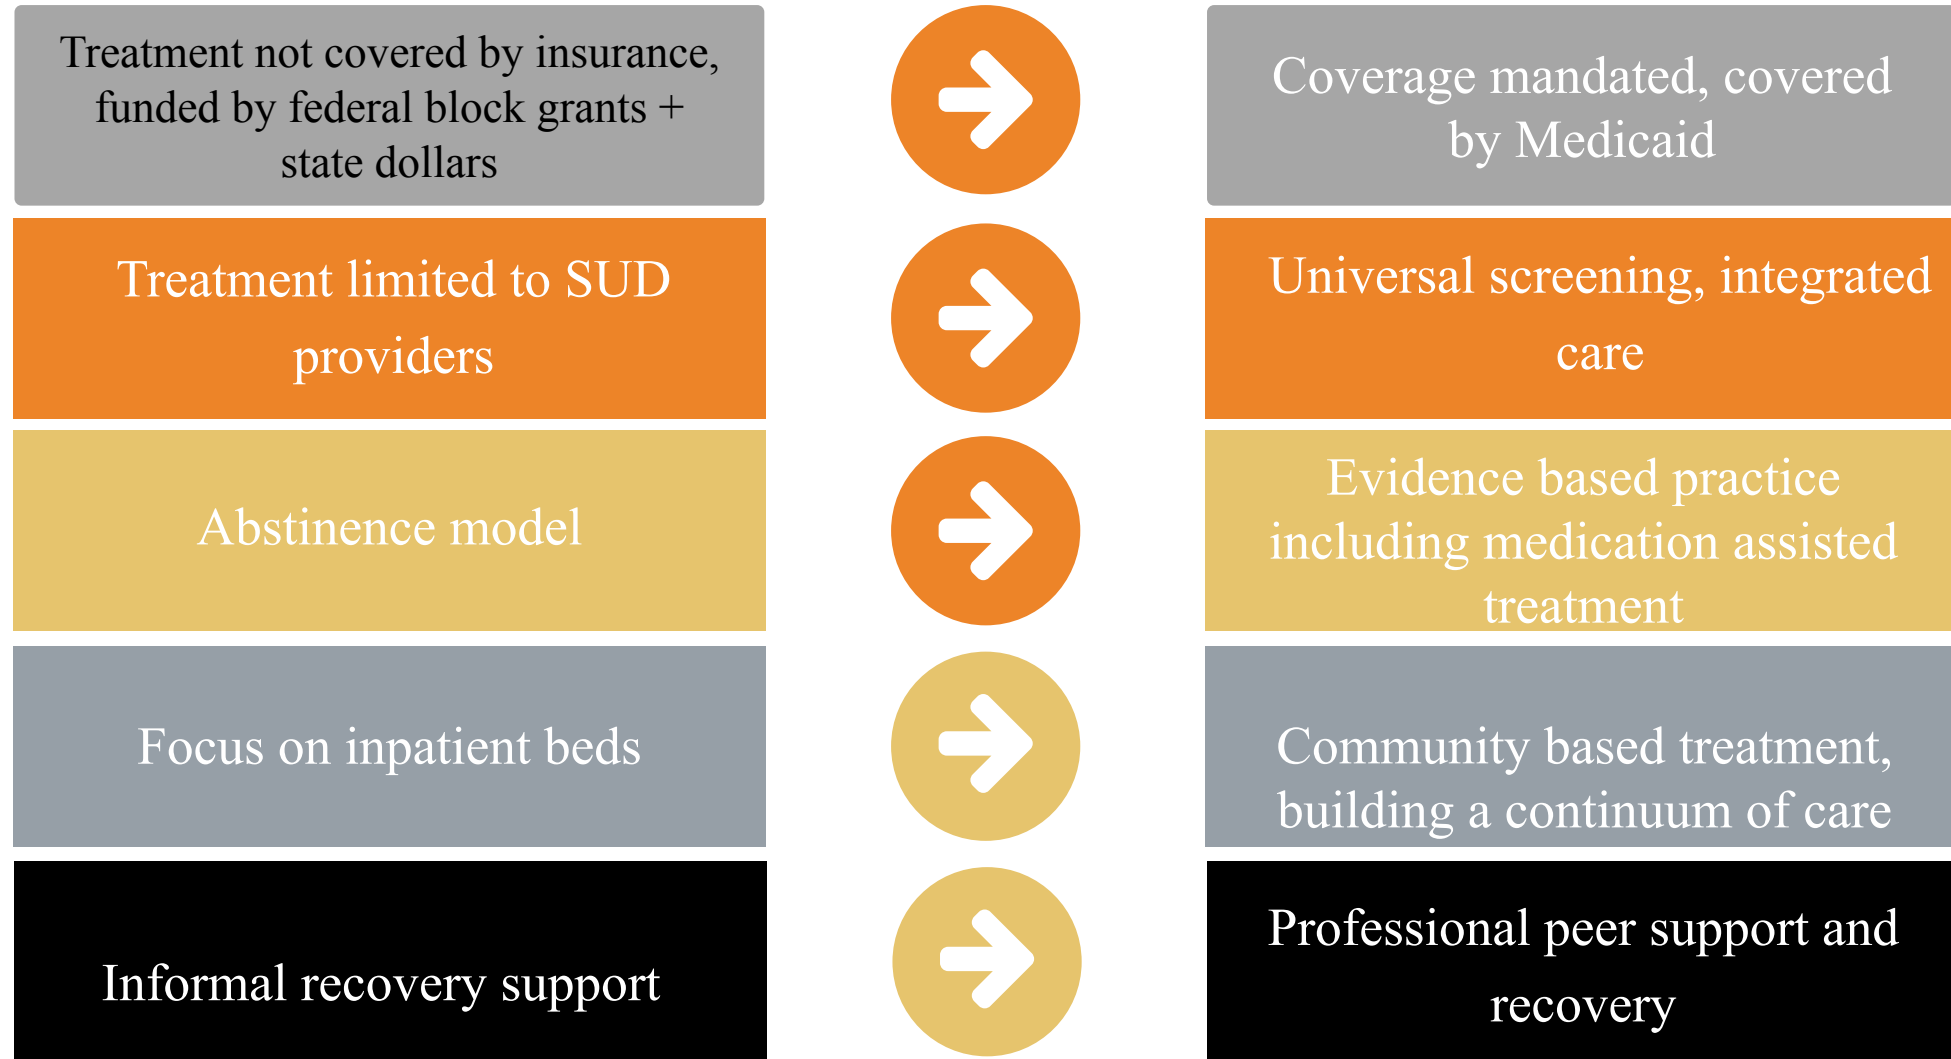 Treatment not covered by insurance,
funded by federal block grants +
state dollars
Coverage mandated, covered
by Medicaid
Treatment limited to SUD
providers
Universal screening, integrated
care
Abstinence model
Evidence based practice
including medication assisted
treatment
Focus on inpatient beds
Community based treatment,
building a continuum of care
Informal recovery support
Professional peer support and
recovery